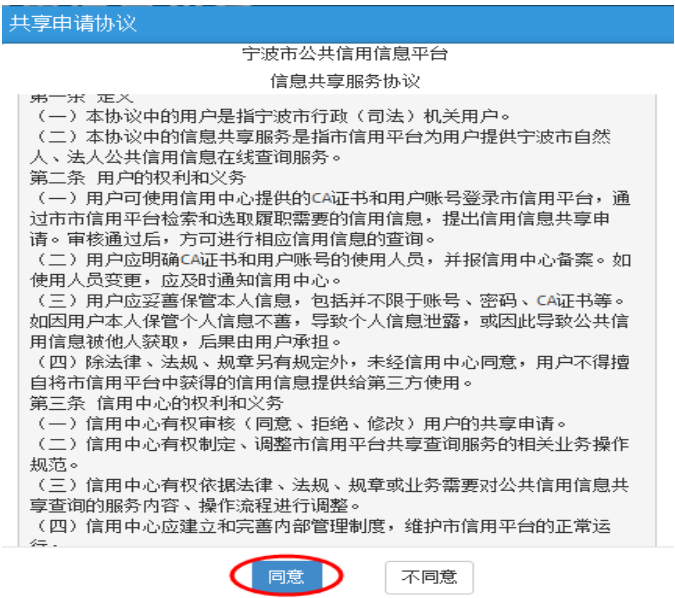 共享申请协议
宁波市公共信用信息平台
信息共享服务协议
第一条 定义
（一）本协议中的用户是指宁波市行政（司法）机关用户。
（二）本协议中的信息共享服务是指市信用平台为用户提供宁波市自然
人、法人公共信用信息在线查询服务。
第二条 用户的权利和义务
（一）用户可使用信用中心提供的CA证书和用户账号登录市信用平台，通
过市市信用平台检索和选取履职需要的信用信息，提出信用信息共享申
请。审核通过后，方可进行相应信用信息的查询。
（二）用户应明确CA证书和用户账号的使用人员，并报信用中心备案。如
使用人员变更，应及时通知信用中心。
（三）用户应妥善保管本人信息，包括并不限于账号、密码、CA证书等。
如因用户本人保管个人信息不善，导致个人信息泄露，或因此导致公共信
用信息被他人获取，后果由用户承担。
（四）除法律、法规、规章另有规定外，未经信用中心同意，用户不得擅
自将市信用平台中获得的信用信息提供给第三方使用。
第三条 信用中心的权利和义务
（一）信用中心有权审核（同意、拒绝、修改）用户的共享申请。
（二）信用中心有权制定、调整市信用平台共享查询服务的相关业务操作
规范。
（三）信用中心有权依据法律、法规、规章或业务需要对公共信用信息共
享查询的服务内容、操作流程进行调整。
（四）信用中心应建立和完善内部管理制度，维护市信用平台的正常运
行。
同意 不同意